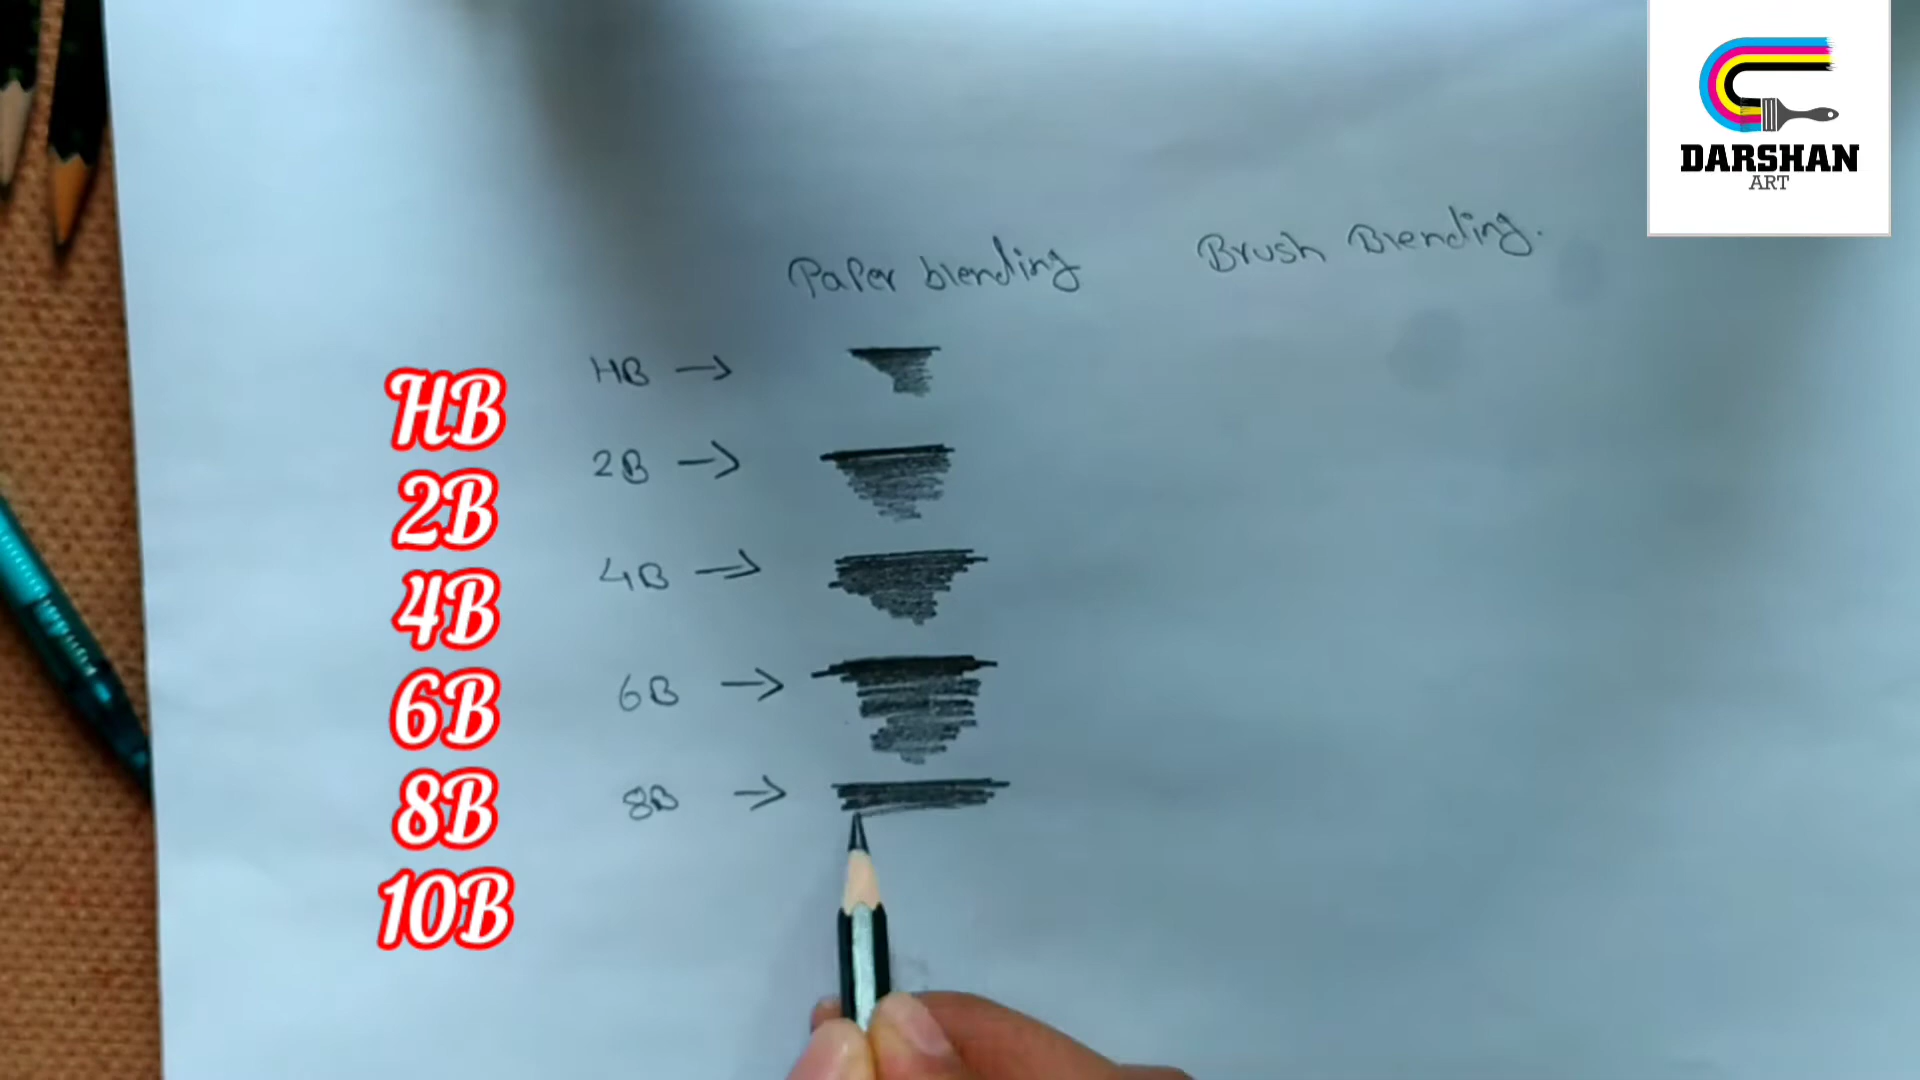 DARSHAN
ART
Paper blending Brush Blending.
HB →
2B →
4B →
6B →
8B →
HB
2B
4B
6B
8B
10B